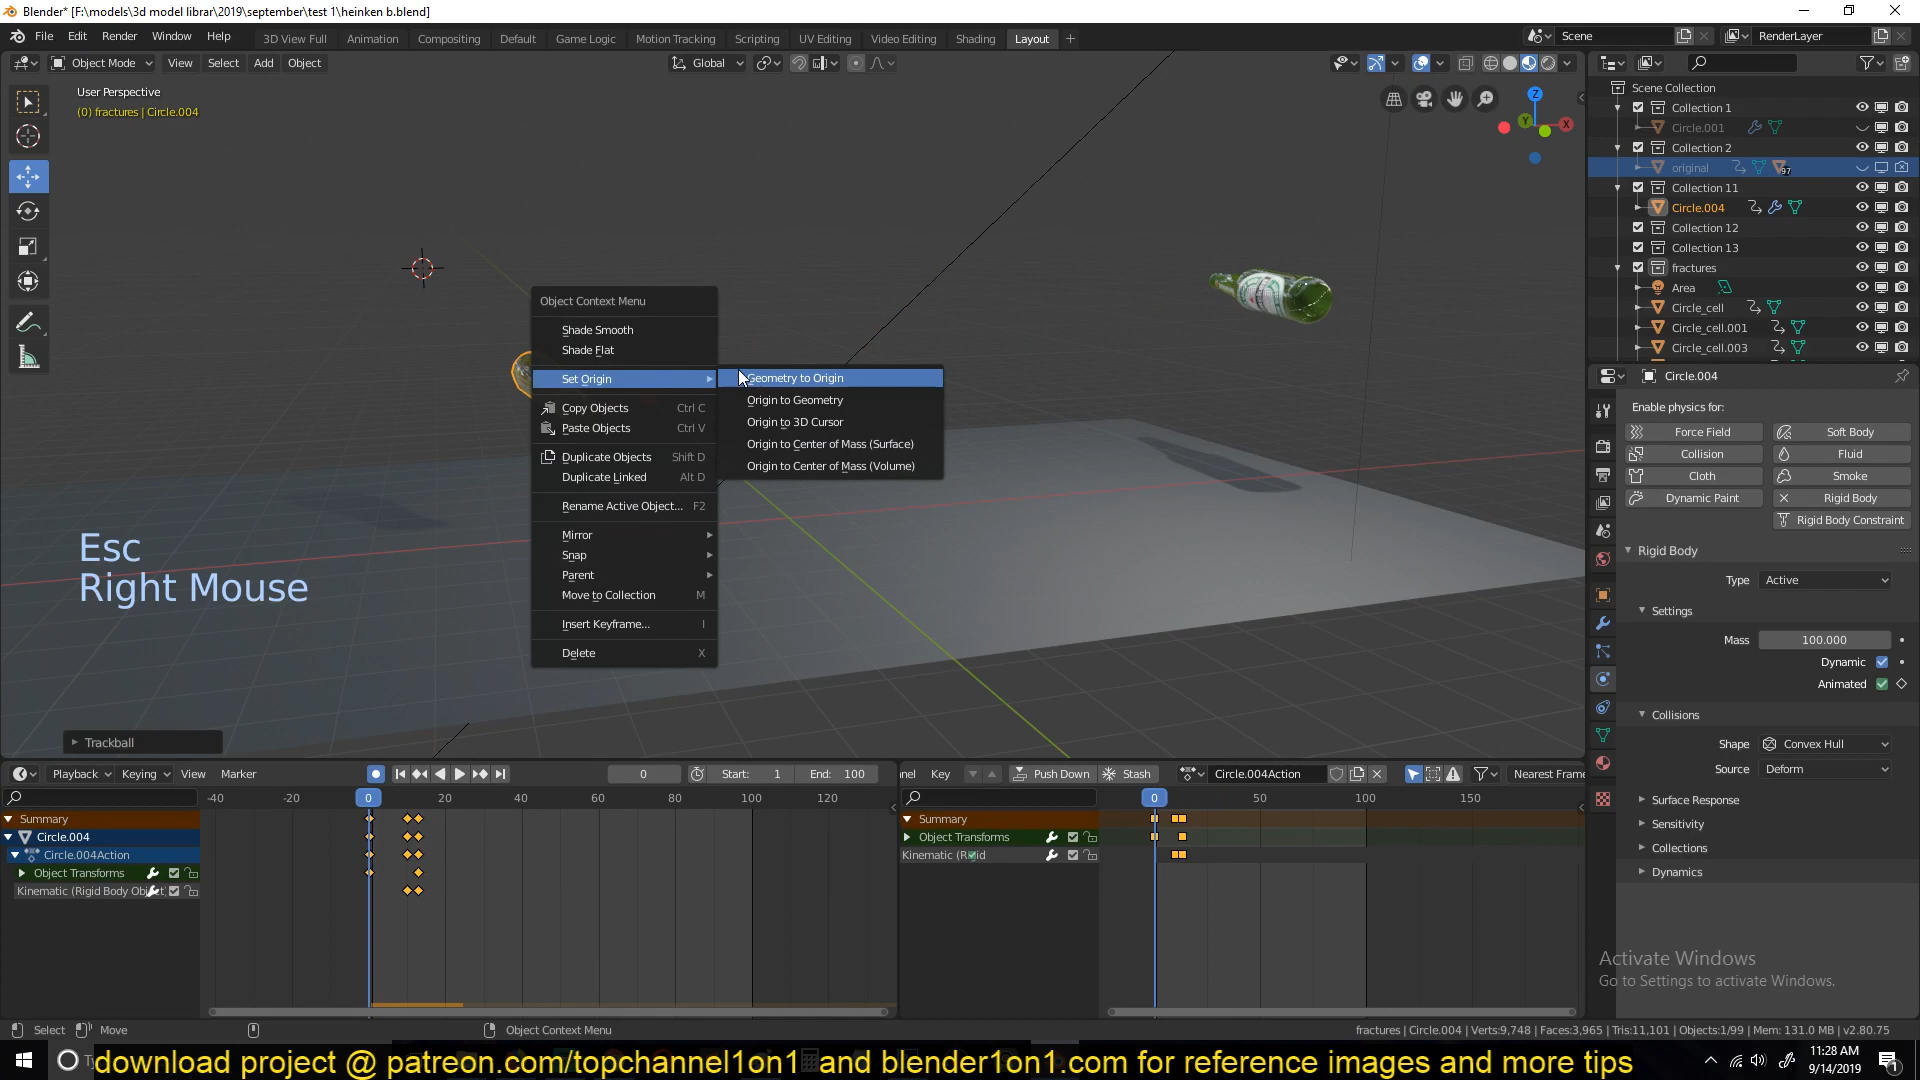 Blender* [F:\models\3d model librar\2019\september\test 1\heinken b.blend]
File Edit Render Window Help
3D View Full Animation Compositing Default Game Logic Motion Tracking Scripting UV Editing Video Editing Shading Layout +
Scene
RenderLayer
Object Mode View Select Add Object
Global
User Perspective
(0) fractures | Circle.004
Z
Y
X
Object Context Menu
Shade Smooth
Shade Flat
Set Origin
Copy Objects Ctrl C
Paste Objects Ctrl V
Duplicate Objects Shift D
Duplicate Linked Alt D
Rename Active Object... F2
Mirror
Snap
Parent
Move to Collection M
Insert Keyframe... I
Delete X
Geometry to Origin
Origin to Geometry
Origin to 3D Cursor
Origin to Center of Mass (Surface)
Origin to Center of Mass (Volume)
Esc
Right Mouse
Trackball
Scene Collection
Collection 1
Circle.001
Collection 2
original 97
Collection 11
Circle.004
Collection 12
Collection 13
fractures
Area
Circle_cell
Circle_cell.001
Circle_cell.003
Circle.004
Enable physics for:
Force Field Soft Body
Collision Fluid
Cloth Smoke
Dynamic Paint Rigid Body
Rigid Body Constraint
Rigid Body
Type Active
Settings
Mass 100.000
Dynamic
Animated
Collisions
Shape Convex Hull
Source Deform
Surface Response
Sensitivity
Collections
Dynamics
Playback Keying View Marker
0
Start: 1 End: 100
-40 -20 0 20 40 60 80 100 120
Summary
Circle.004
Circle.004Action
Object Transforms
Kinematic (Rigid Body Object
nnel Key Push Down Stash Circle.004Action Nearest Frame
0 50 100 150
Summary
Object Transforms
Kinematic (R
Activate Windows
Go to Settings to activate Windows.
Select Move Object Context Menu
fractures | Circle.004 | Verts:9,748 | Faces:3,965 | Tris:11,101 | Objects:1/99 | Mem: 131.0 MB | v2.80.75
download project @ patreon.com/topchannel1on1 and blender1on1.com for reference images and more tips
11:28 AM
9/14/2019
1